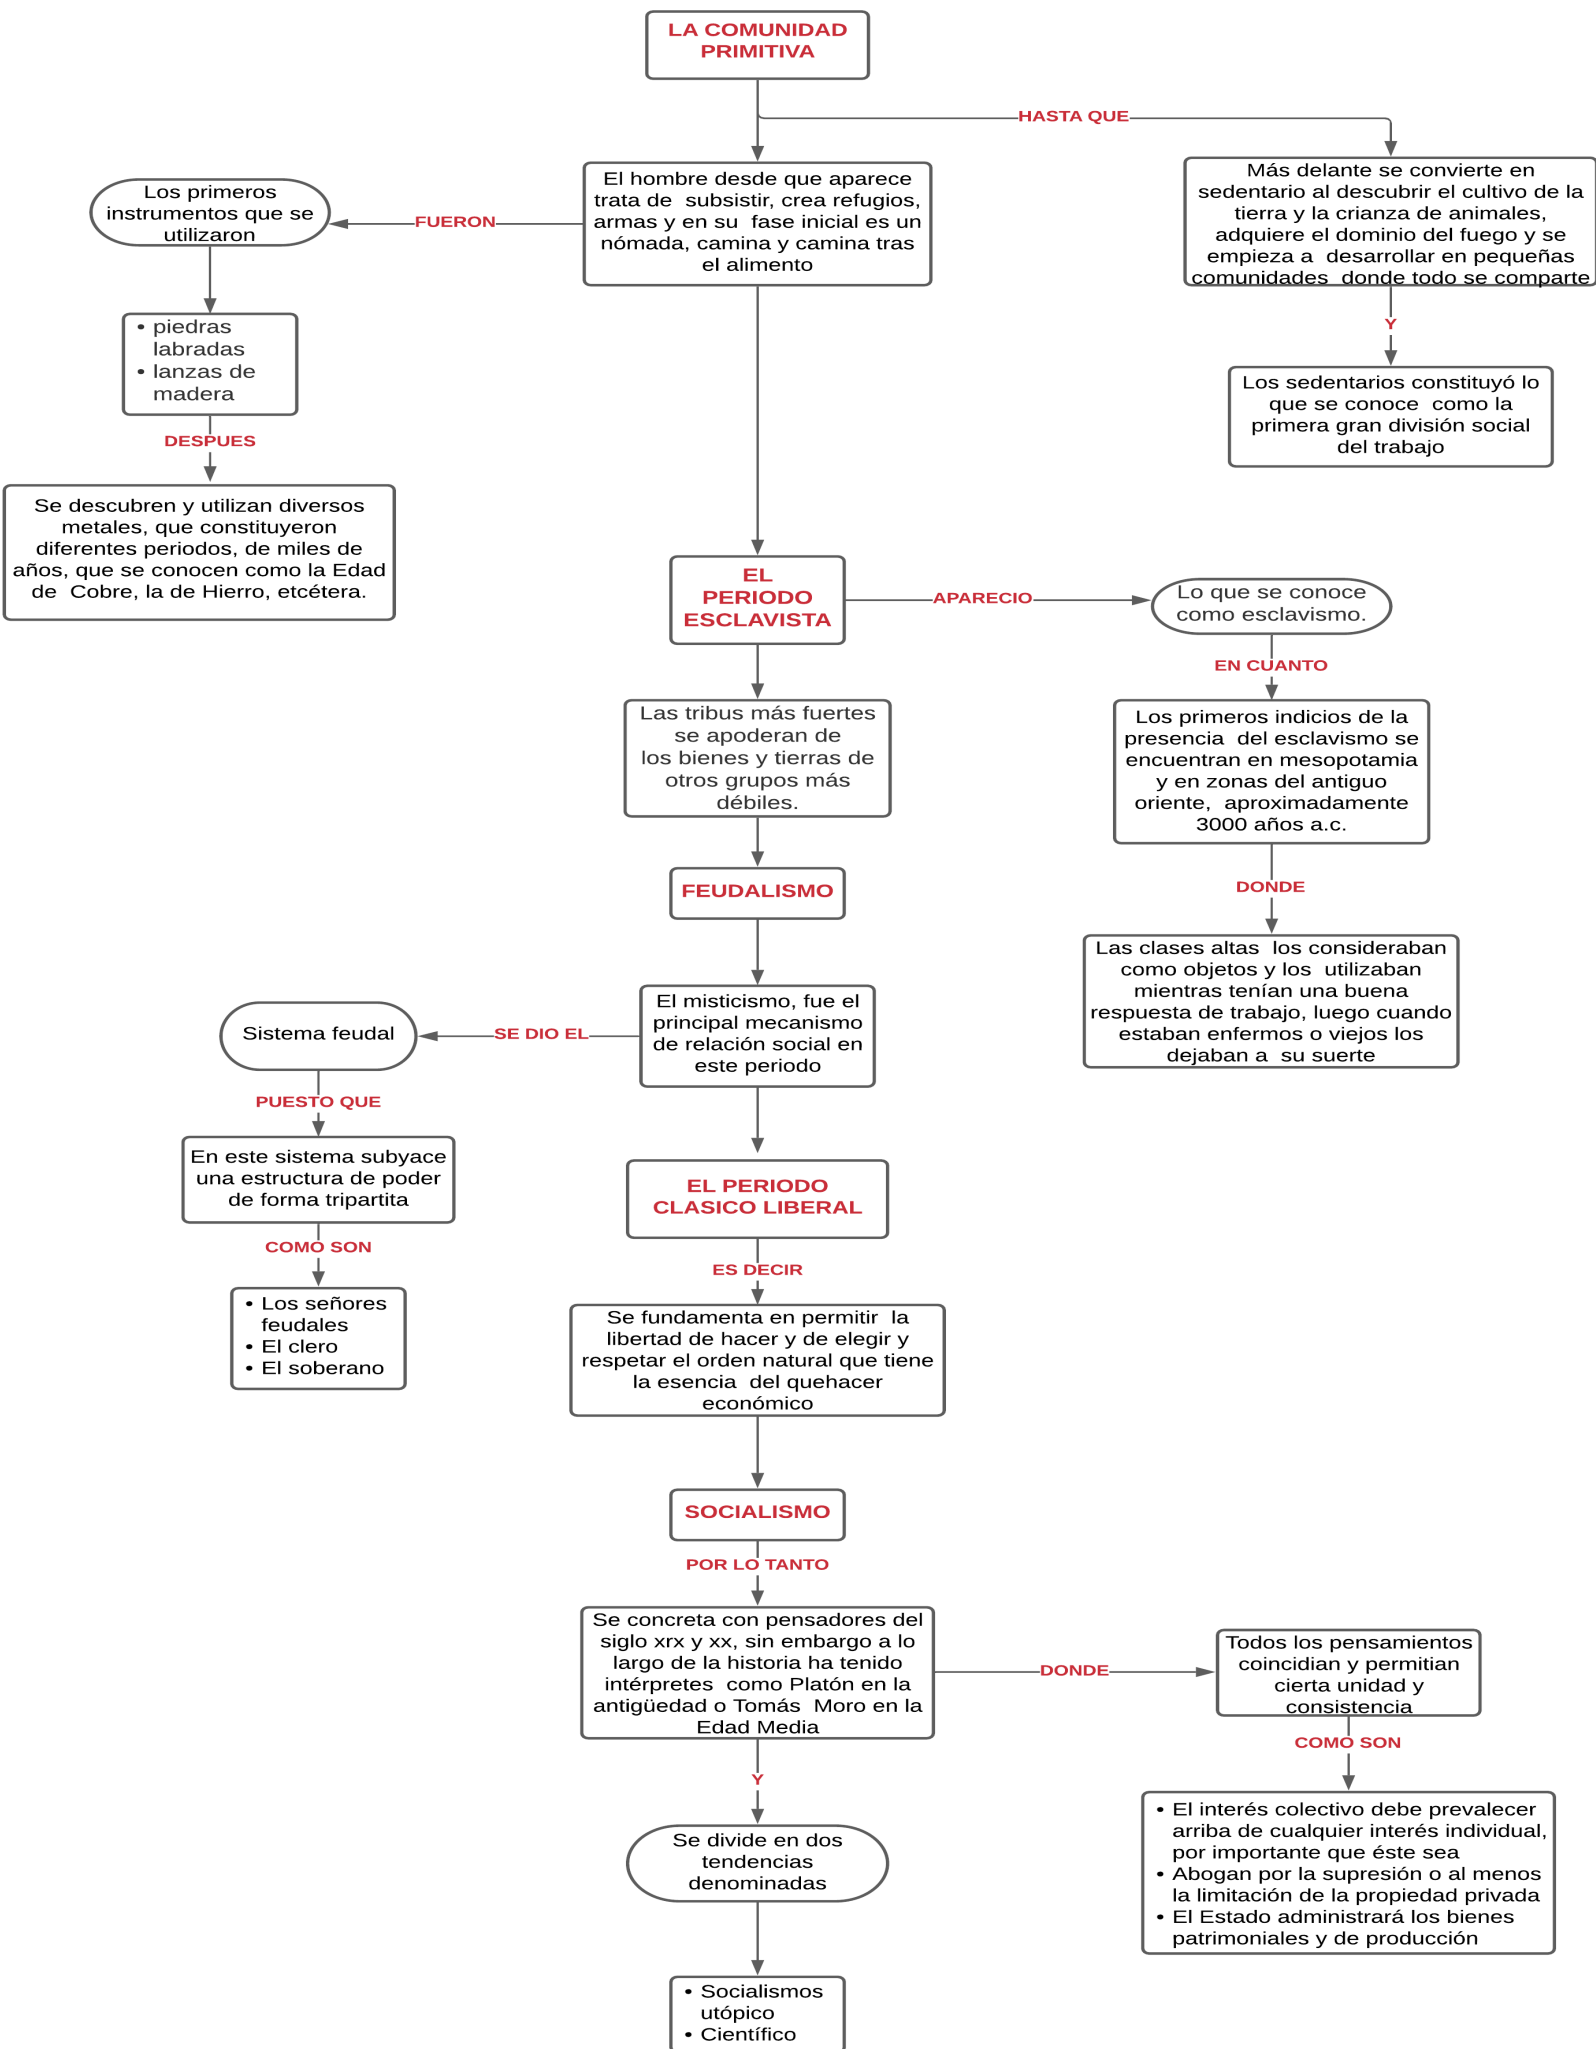 LA COMUNIDAD
PRIMITIVA
HASTA QUE
El hombre desde que aparece
trata de subsistir, crea refugios,
armas y en su fase inicial es un
nómada, camina y camina tras
el alimento
FUERON
Los primeros
instrumentos que se
utilizaron
• piedras
labradas
• lanzas de
madera
DESPUES
Se descubren y utilizan diversos
metales, que constituyeron
diferentes periodos, de miles de
años, que se conocen como la Edad
de Cobre, la de Hierro, etcétera.
Más delante se convierte en
sedentario al descubrir el cultivo de la
tierra y la crianza de animales,
adquiere el dominio del fuego y se
empieza a desarrollar en pequeñas
comunidades donde todo se comparte
Y
Los sedentarios constituyó lo
que se conoce como la
primera gran división social
del trabajo
EL
PERIODO
ESCLAVISTA
APARECIO
Lo que se conoce
como esclavismo.
EN CUANTO
Los primeros indicios de la
presencia del esclavismo se
encuentran en mesopotamia
y en zonas del antiguo
oriente, aproximadamente
3000 años a.c.
DONDE
Las clases altas los consideraban
como objetos y los utilizaban
mientras tenían una buena
respuesta de trabajo, luego cuando
estaban enfermos o viejos los
dejaban a su suerte
Las tribus más fuertes
se apoderan de
los bienes y tierras de
otros grupos más
débiles.
FEUDALISMO
El misticismo, fue el
principal mecanismo
de relación social en
este periodo
SE DIO EL
Sistema feudal
PUESTO QUE
En este sistema subyace
una estructura de poder
de forma tripartita
COMO SON
• Los señores
feudales
• El clero
• El soberano
EL PERIODO
CLASICO LIBERAL
ES DECIR
Se fundamenta en permitir la
libertad de hacer y de elegir y
respetar el orden natural que tiene
la esencia del quehacer
económico
SOCIALISMO
POR LO TANTO
Se concreta con pensadores del
siglo xrx y xx, sin embargo a lo
largo de la historia ha tenido
intérpretes como Platón en la
antigüedad o Tomás Moro en la
Edad Media
DONDE
Todos los pensamientos
coincidian y permitian
cierta unidad y
consistencia
COMO SON
• El interés colectivo debe prevalecer
arriba de cualquier interés individual,
por importante que éste sea
• Abogan por la supresión o al menos
la limitación de la propiedad privada
• El Estado administrará los bienes
patrimoniales y de producción
Y
Se divide en dos
tendencias
denominadas
• Socialismos
utópico
• Científico